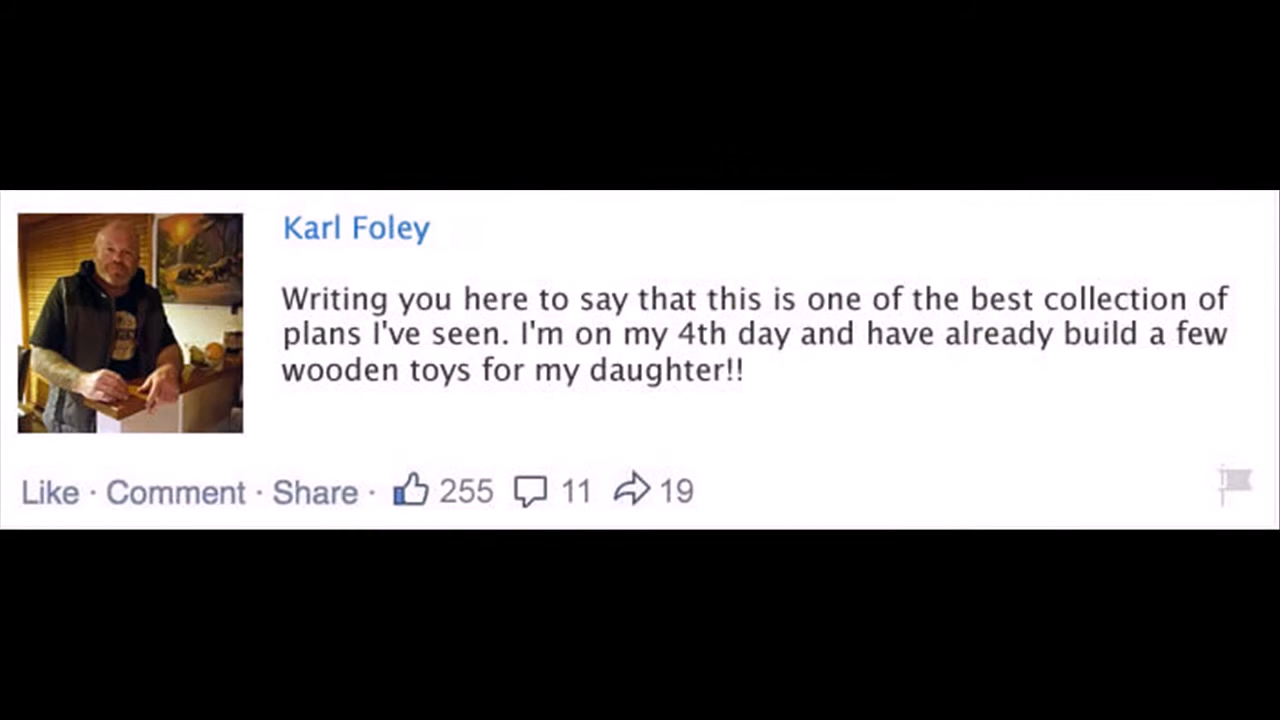 Karl Foley
Writing you here to say that this is one of the best collection of
plans I've seen. I'm on my 4th day and have already build a few
wooden toys for my daughter!!
Like · Comment · Share · 255 11 19